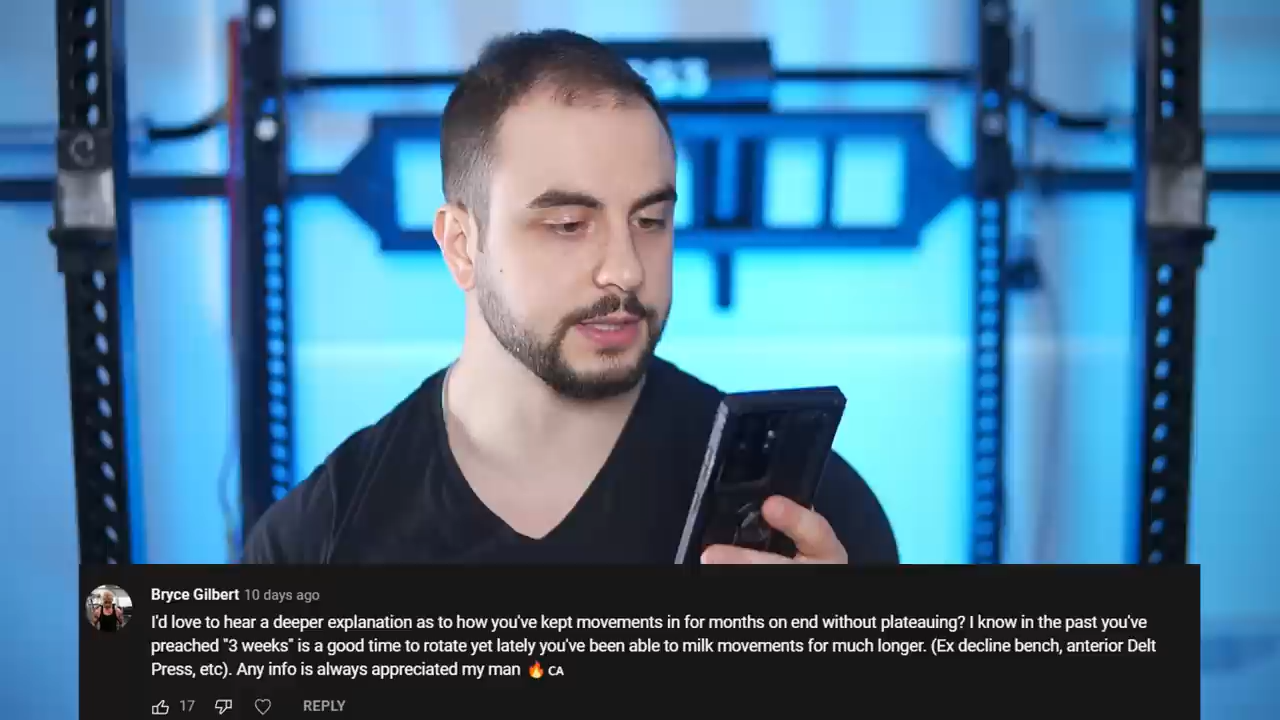 Bryce Gilbert 10 days ago
I'd love to hear a deeper explanation as to how you've kept movements in for months on end without plateauing? I know in the past you've
preached "3 weeks" is a good time to rotate yet lately you've been able to milk movements for much longer. (Ex decline bench, anterior Delt
Press, etc). Any info is always appreciated my man 🔥 CA
17 REPLY